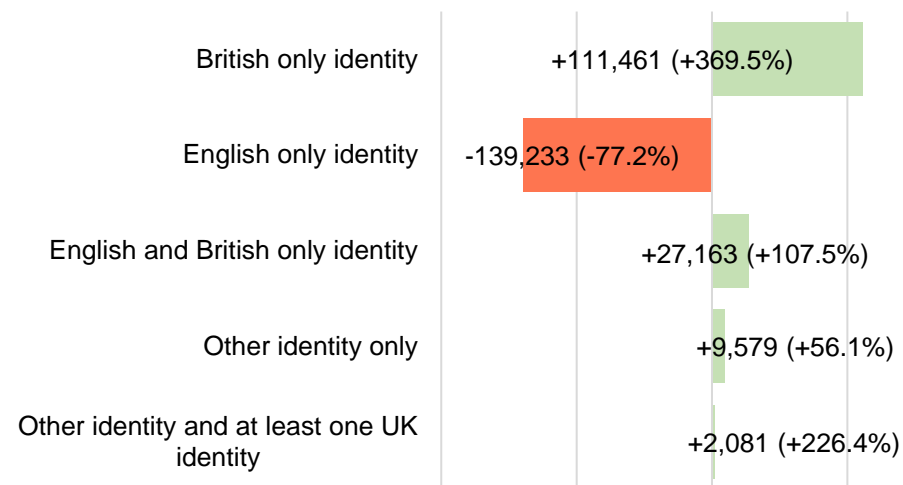 British only identity
+111,461 (+369.5%)
English only identity
-139,233 (-77.2%)
English and British only identity
+27,163 (+107.5%)
Other identity only
+9,579 (+56.1%)
Other identity and at least one UK
identity
+2,081 (+226.4%)